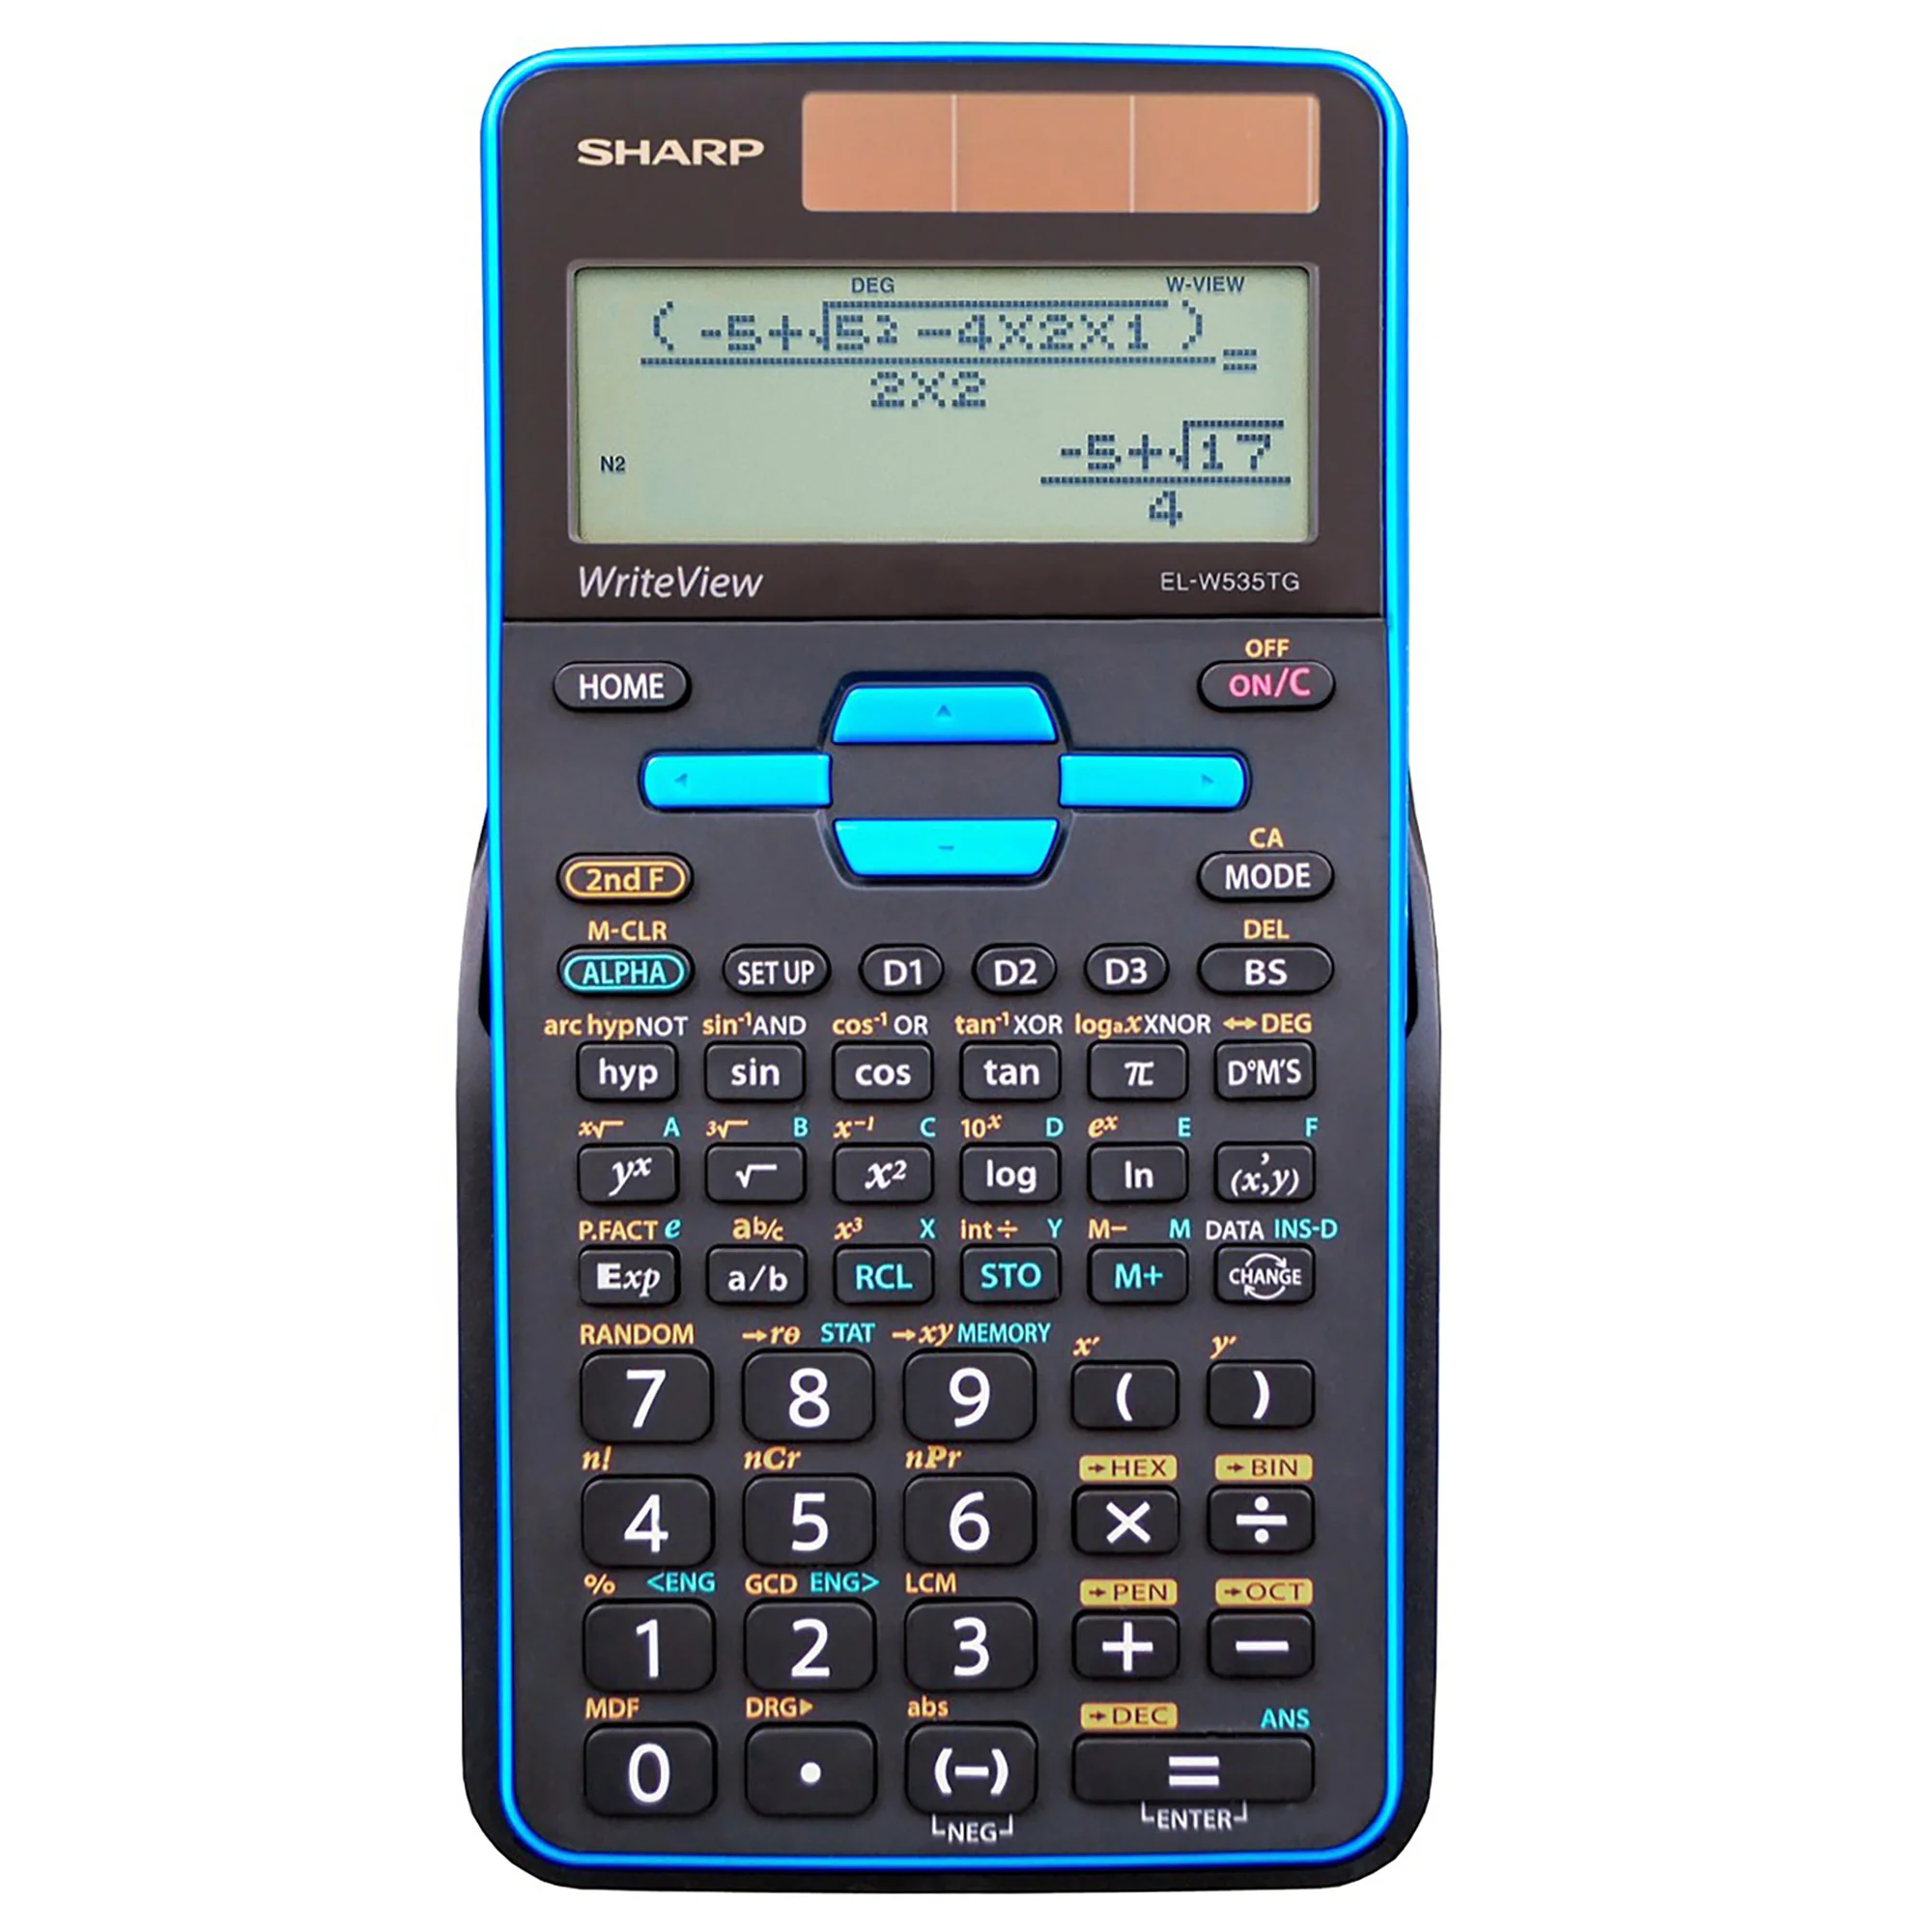 SHARP
DEG W-VIEW
(-5+√5²-4×2×1)
=
2×2
-5+√17
N2
4
WriteView EL-W535TG
OFF
HOME ON/C
CA
2nd F MODE
M-CLR DEL
ALPHA SET UP D1 D2 D3 BS
arc hyp NOT sin⁻¹ AND cos⁻¹ OR tan⁻¹ XOR logₐx XNOR ↔DEG
hyp sin cos tan π D°M'S
ˣ√ A ³√ B x⁻¹ C 10ˣ D eˣ E F
yˣ √ x² log ln (x,y)
P.FACT e ab/c x³ X int÷ Y M− M DATA INS-D
Exp a/b RCL STO M+ CHANGE
RANDOM →rθ STAT →xy MEMORY x′ y′
7 8 9 ( )
n! nCr nPr →HEX →BIN
4 5 6 × ÷
% <ENG GCD ENG> LCM →PEN →OCT
1 2 3 + −
MDF DRG▸ abs →DEC ANS
0 • (−) =
NEG ENTER